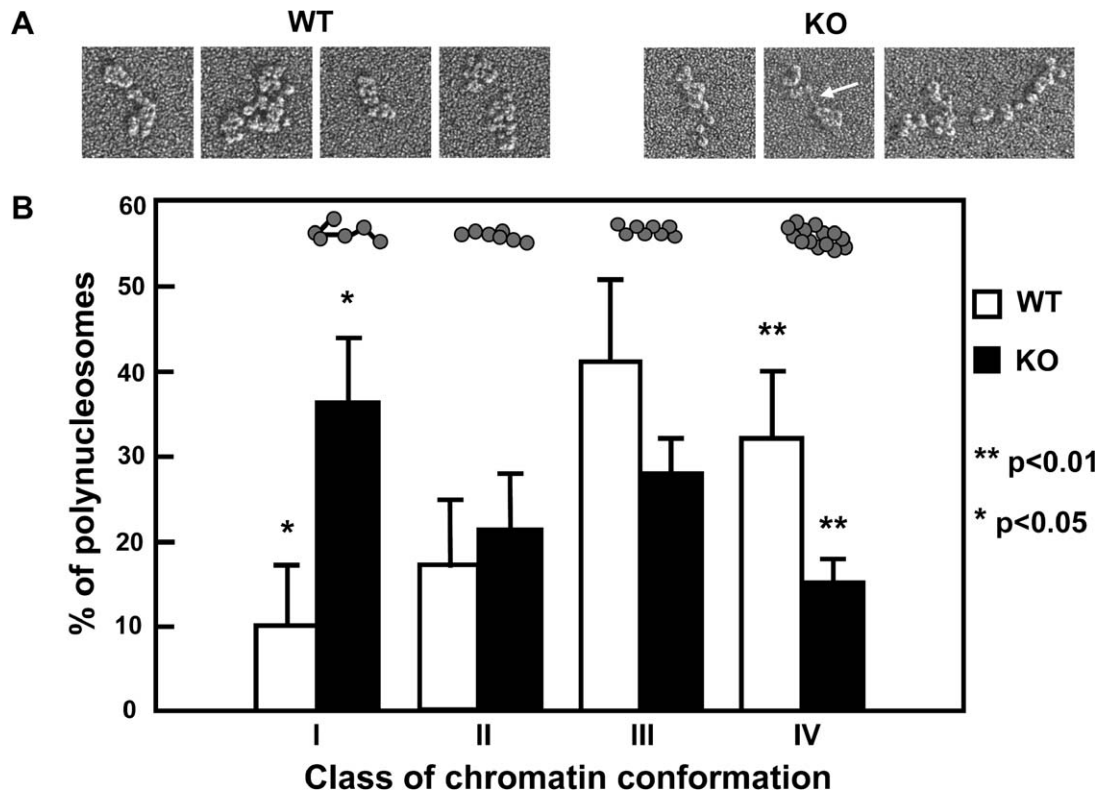 A
WT
KO
B
% of polynucleosomes
60
50
40
30
20
10
0
*
*
**
**
WT
KO
** p<0.01
* p<0.05
I II III IV
Class of chromatin conformation